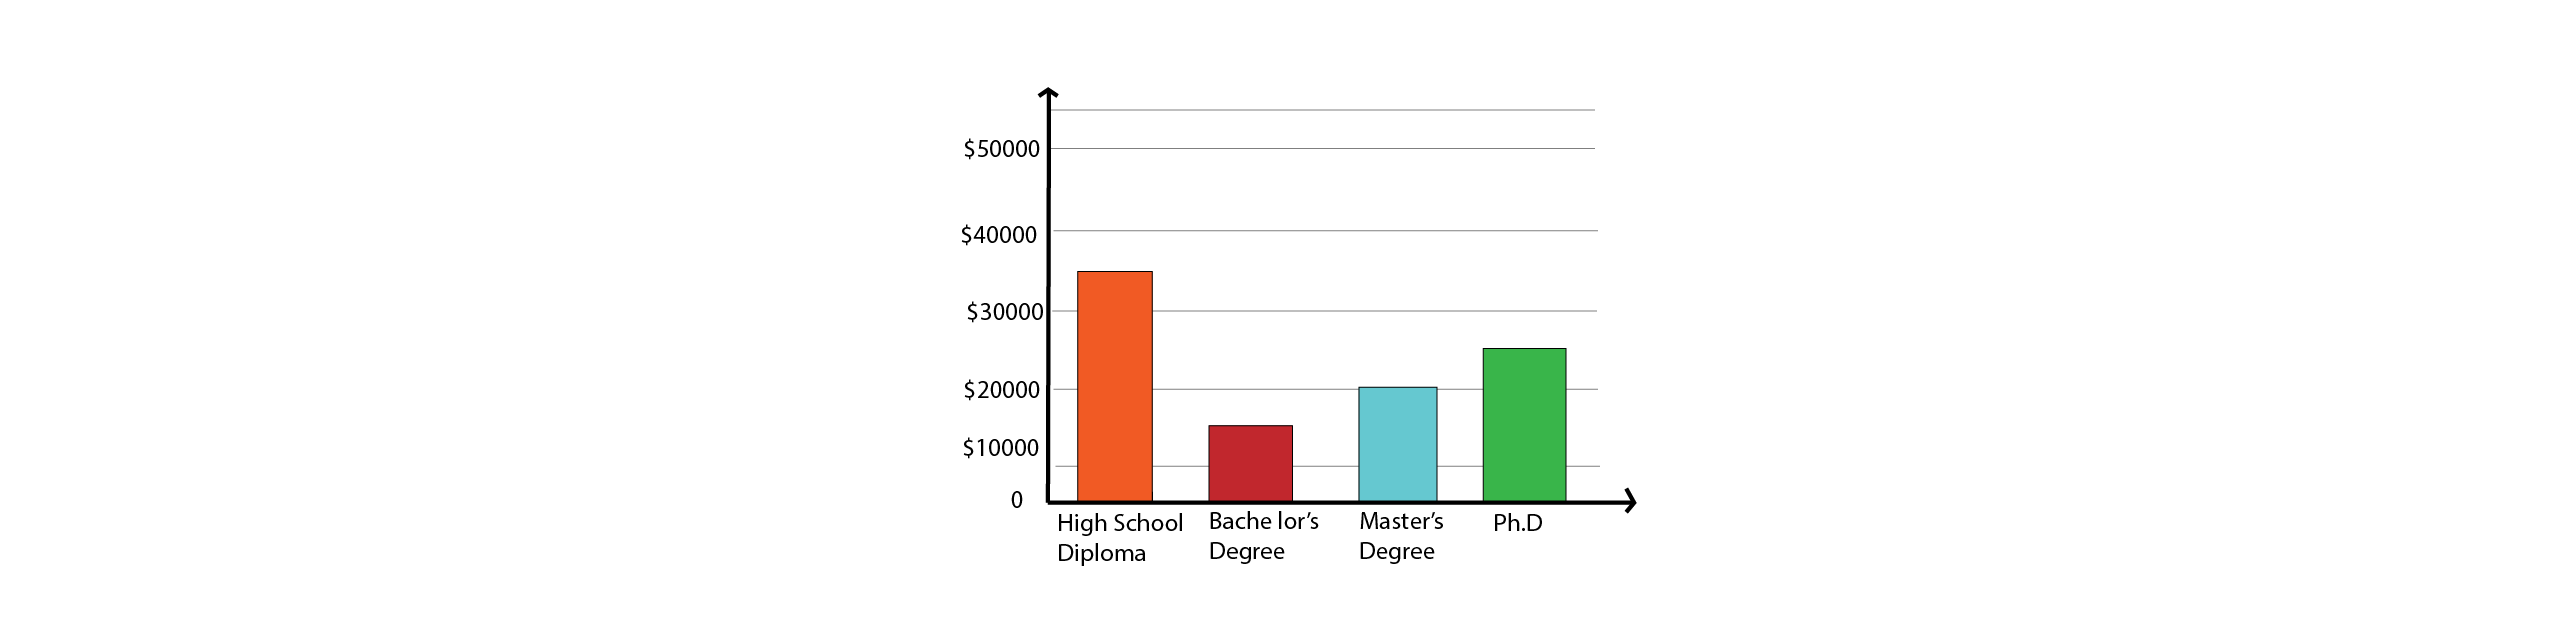 $50000
$40000
$30000
$20000
$10000
0
High School
Diploma
Bache lor's
Degree
Master's
Degree
Ph.D